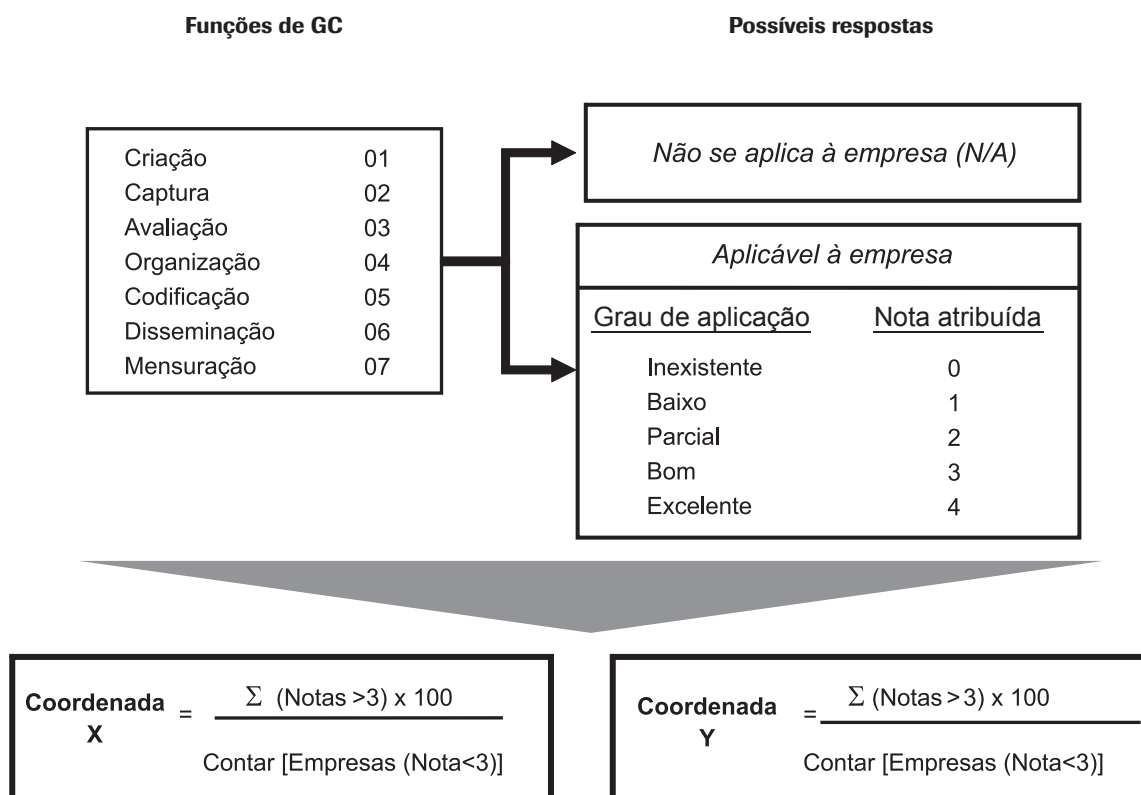 Funções de GC
Possíveis respostas
Criação 01
Captura 02
Avaliação 03
Organização 04
Codificação 05
Disseminação 06
Mensuração 07
Não se aplica à empresa (N/A)
Aplicável à empresa
Grau de aplicação Nota atribuída
Inexistente 0
Baixo 1
Parcial 2
Bom 3
Excelente 4
Coordenada X = Σ (Notas >3) x 100
Contar [Empresas (Nota<3)]
Coordenada Y = Σ (Notas >3) x 100
Contar [Empresas (Nota<3)]